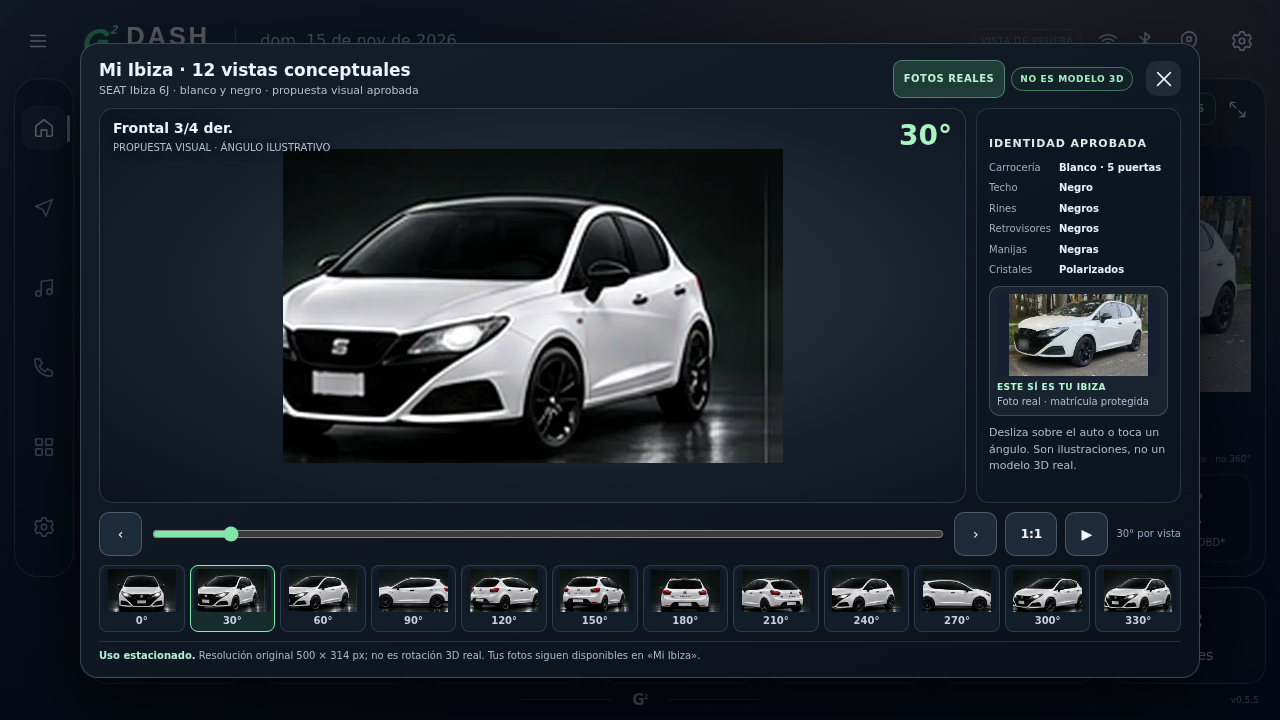 G² DASH
dom, 15 de nov de 2026
VISTA DE PRUEBA
Mi Ibiza · 12 vistas conceptuales
SEAT Ibiza 6J · blanco y negro · propuesta visual aprobada
FOTOS REALES
NO ES MODELO 3D
Frontal 3/4 der.
PROPUESTA VISUAL · ÁNGULO ILUSTRATIVO
30°
IDENTIDAD APROBADA
Carrocería Blanco · 5 puertas
Techo Negro
Rines Negros
Retrovisores Negros
Manijas Negras
Cristales Polarizados
ESTE SÍ ES TU IBIZA
Foto real · matrícula protegida
Desliza sobre el auto o toca un
ángulo. Son ilustraciones, no un
modelo 3D real.
· no 360°
OBD*
‹
›
1:1
▶
30° por vista
0°
30°
60°
90°
120°
150°
180°
210°
240°
270°
300°
330°
Uso estacionado. Resolución original 500 × 314 px; no es rotación 3D real. Tus fotos siguen disponibles en «Mi Ibiza».
G²
v0.5.5